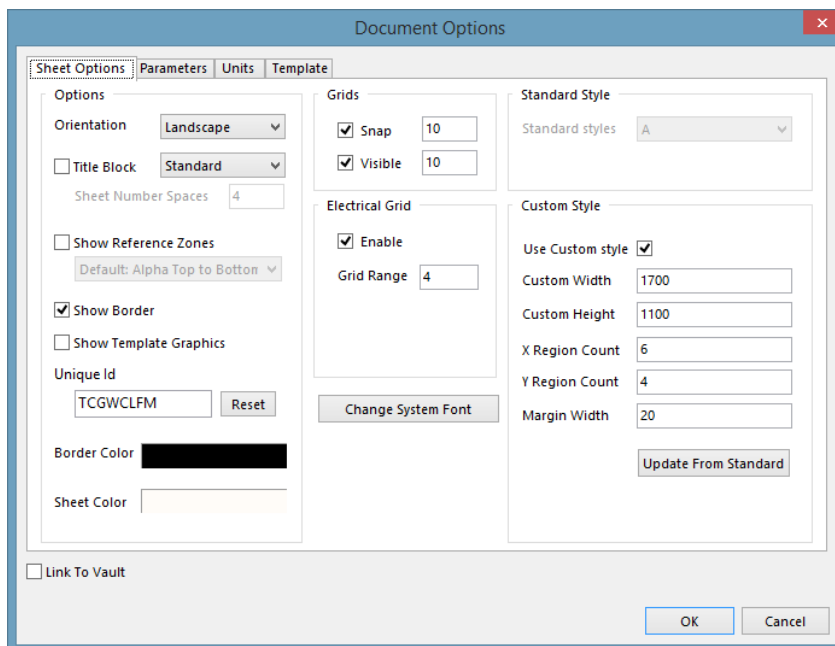 Document Options
Sheet Options Parameters Units Template
Options
Orientation Landscape
Title Block Standard
Sheet Number Spaces 4
Show Reference Zones
Default: Alpha Top to Bottom
Show Border
Show Template Graphics
Unique Id
TCGWCLFM Reset
Border Color
Sheet Color
Grids
Snap 10
Visible 10
Electrical Grid
Enable
Grid Range 4
Change System Font
Standard Style
Standard styles A
Custom Style
Use Custom style
Custom Width 1700
Custom Height 1100
X Region Count 6
Y Region Count 4
Margin Width 20
Update From Standard
Link To Vault
OK Cancel